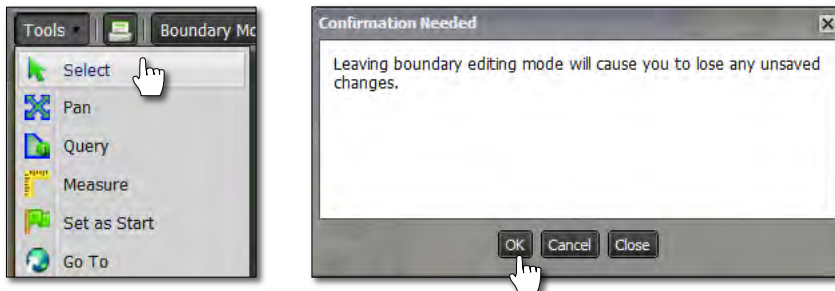 Tools
Boundary Mo
Select
Pan
Query
Measure
Set as Start
Go To
Confirmation Needed
Leaving boundary editing mode will cause you to lose any unsaved
changes.
OK Cancel Close